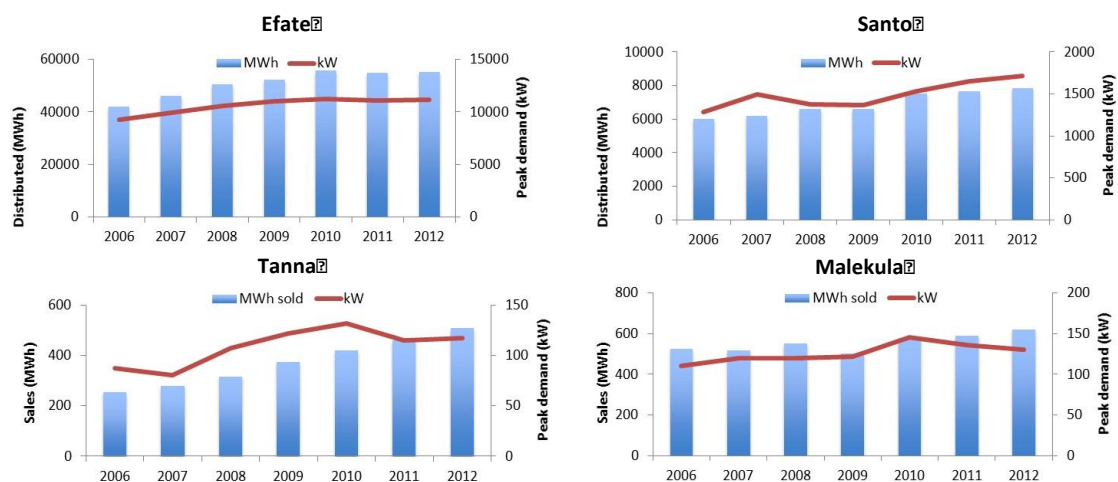 Efate
MWh kW
Distributed (MWh)
60000
40000
20000
0
15000
10000
5000
0
Peak demand (kW)
2006 2007 2008 2009 2010 2011 2012
Santo
MWh kW
Distributed (MWh)
10000
8000
6000
4000
2000
0
2000
1500
1000
500
0
Peak demand (kW)
2006 2007 2008 2009 2010 2011 2012
Tanna
MWh sold kW
Sales (MWh)
600
400
200
0
150
100
50
0
Peak demand (kW)
2006 2007 2008 2009 2010 2011 2012
Malekula
MWh sold kW
Sales (MWh)
800
600
400
200
0
200
150
100
50
0
Peak demand (kW)
2006 2007 2008 2009 2010 2011 2012